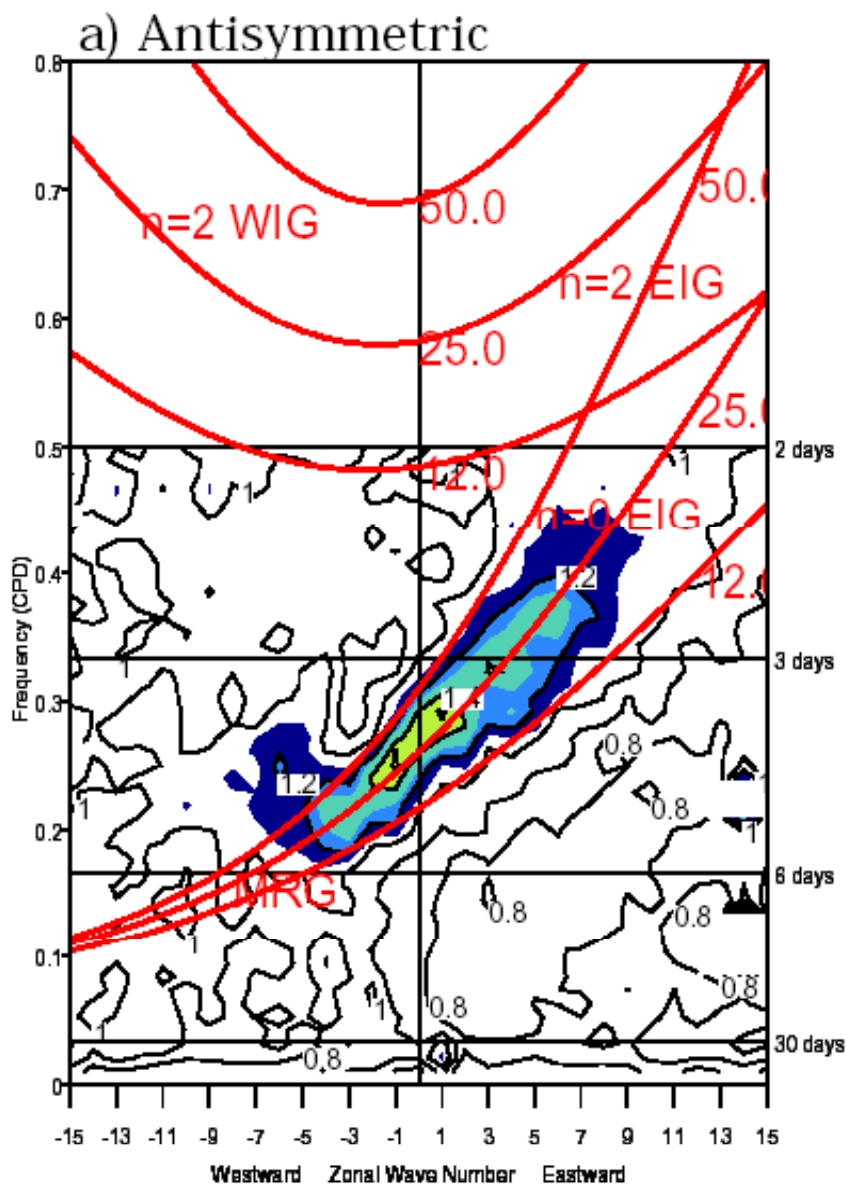 a) Antisymmetric
0.8
0.7
n=2 WIG
50.0
50.0
n=2 EIG
0.6
25.0
25.0
0.5
1
1
12.0
1
2 days
n=0 EIG
0.4
1.2
12.0
Frequency (CPD)
1
3 days
0.3
1
0.8
1.2
1
0.8
0.2
1
6 days
MRG
0.8
0.8
1
0.1
0.8
0.8
1
0.8
30 days
0
-15 -13 -11 -9 -7 -5 -3 -1 1 3 5 7 9 11 13 15
Westward Zonal Wave Number Eastward